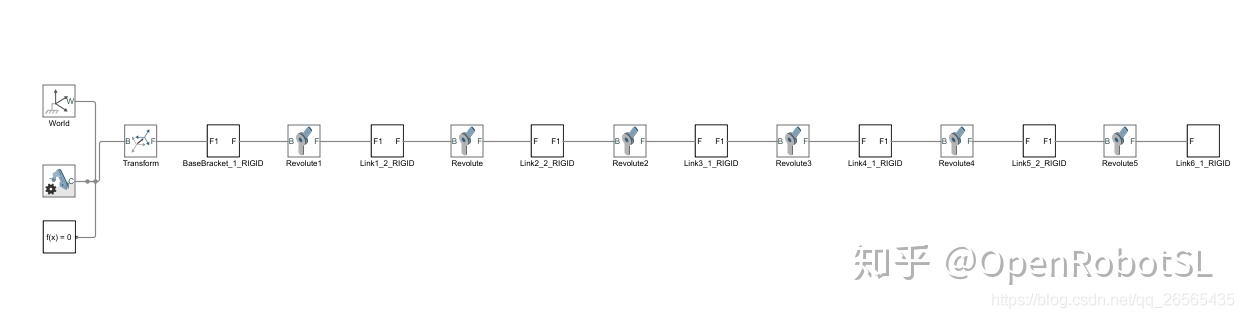 W
World
C
f(x) = 0
B F
Transform
F1 F
BaseBracket_1_RIGID
B F
Revolute1
F1 F
Link1_2_RIGID
B F
Revolute
F F1
Link2_2_RIGID
B F
Revolute2
F F1
Link3_1_RIGID
B F
Revolute3
F F1
Link4_1_RIGID
B F
Revolute4
F F1
Link5_2_RIGID
B F
Revolute5
F
Link6_1_RIGID
知乎 @OpenRobotSL
https://blog.csdn.net/qq_26565435